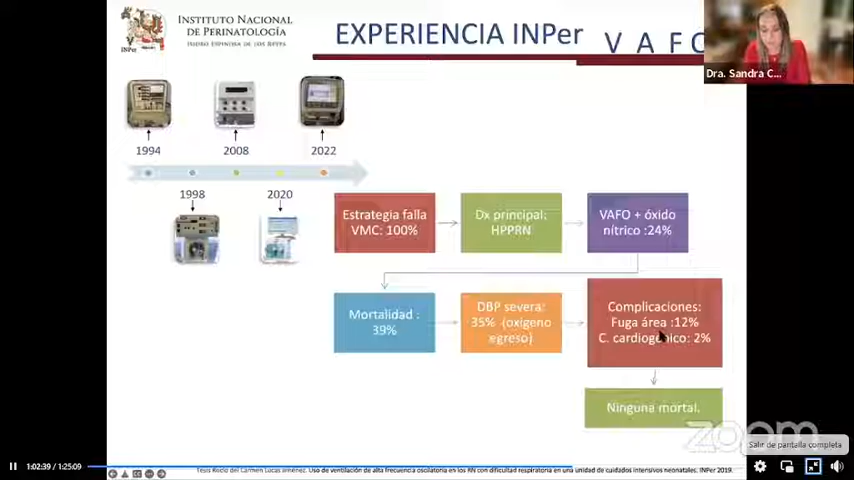 INPer
INSTITUTO NACIONAL
DE PERINATOLOGÍA
ISIDRO ESPINOSA DE LOS REYES
EXPERIENCIA INPer
V A F O
Dra. Sandra C...
1994
2008
2022
1998
2020
Estrategia falla
VMC: 100%
Dx principal:
HPPRN
VAFO + óxido
nítrico :24%
Mortalidad :
39%
DBP severa:
35% (oxígeno
egreso)
Complicaciones:
Fuga área :12%
C. cardiogénico: 2%
Ninguna mortal.
zoom
Salir de pantalla completa
1:02:39 / 1:25:09
Tesis Rocío del Carmen Lucas Jiménez. Uso de ventilación de alta frecuencia oscilatoria en los RN con dificultad respiratoria en una unidad de cuidados intensivos neonatales. INPer 2019.